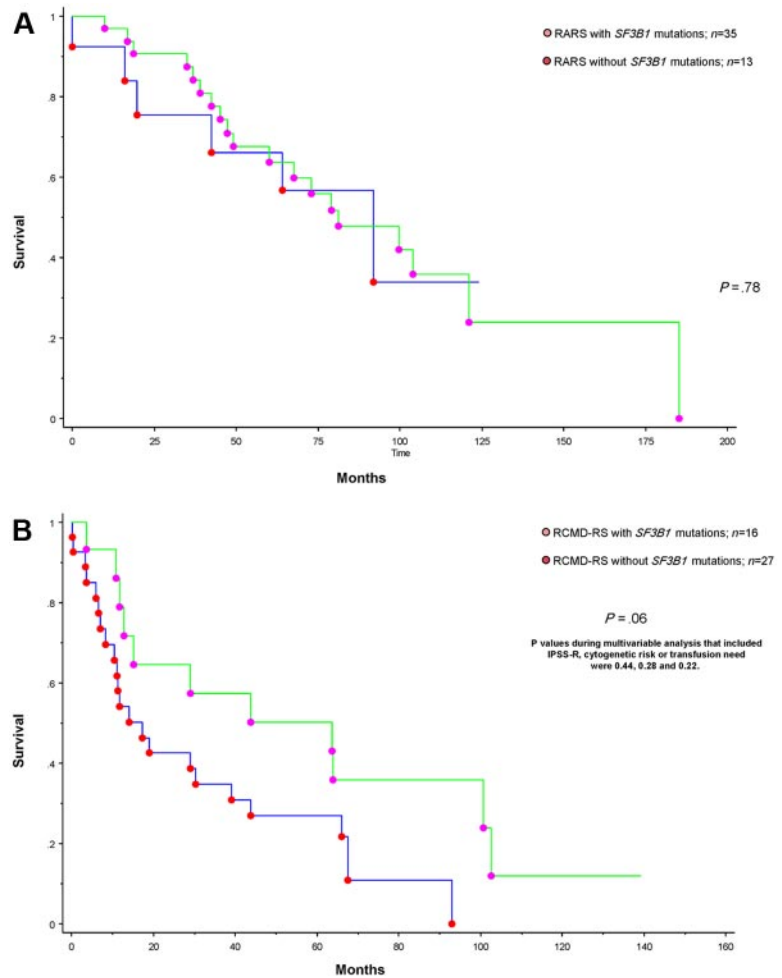 A
RARS with SF3B1 mutations; n=35
RARS without SF3B1 mutations; n=13
1
.8
.6
.4
.2
0
Survival
P = .78
0 25 50 75 100 125 150 175 200
Time
Months
B
RCMD-RS with SF3B1 mutations; n=16
RCMD-RS without SF3B1 mutations; n=27
P = .06
P values during multivariable analysis that included
IPSS-R, cytogenetic risk or transfusion need
were 0.44, 0.28 and 0.22.
1
.8
.6
.4
.2
0
Survival
0 20 40 60 80 100 120 140 160
Months